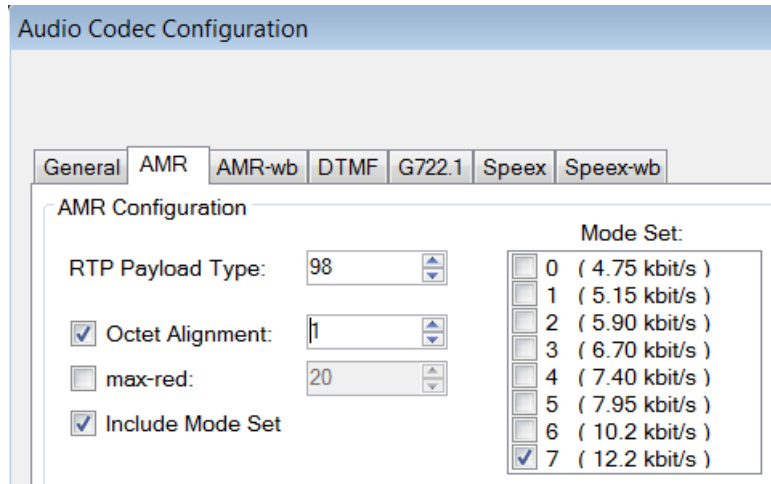 Audio Codec Configuration
General AMR AMR-wb DTMF G722.1 Speex Speex-wb
AMR Configuration
Mode Set:
RTP Payload Type: 98
0 ( 4.75 kbit/s )
1 ( 5.15 kbit/s )
Octet Alignment: 1
2 ( 5.90 kbit/s )
3 ( 6.70 kbit/s )
max-red: 20
4 ( 7.40 kbit/s )
5 ( 7.95 kbit/s )
Include Mode Set
6 ( 10.2 kbit/s )
7 ( 12.2 kbit/s )